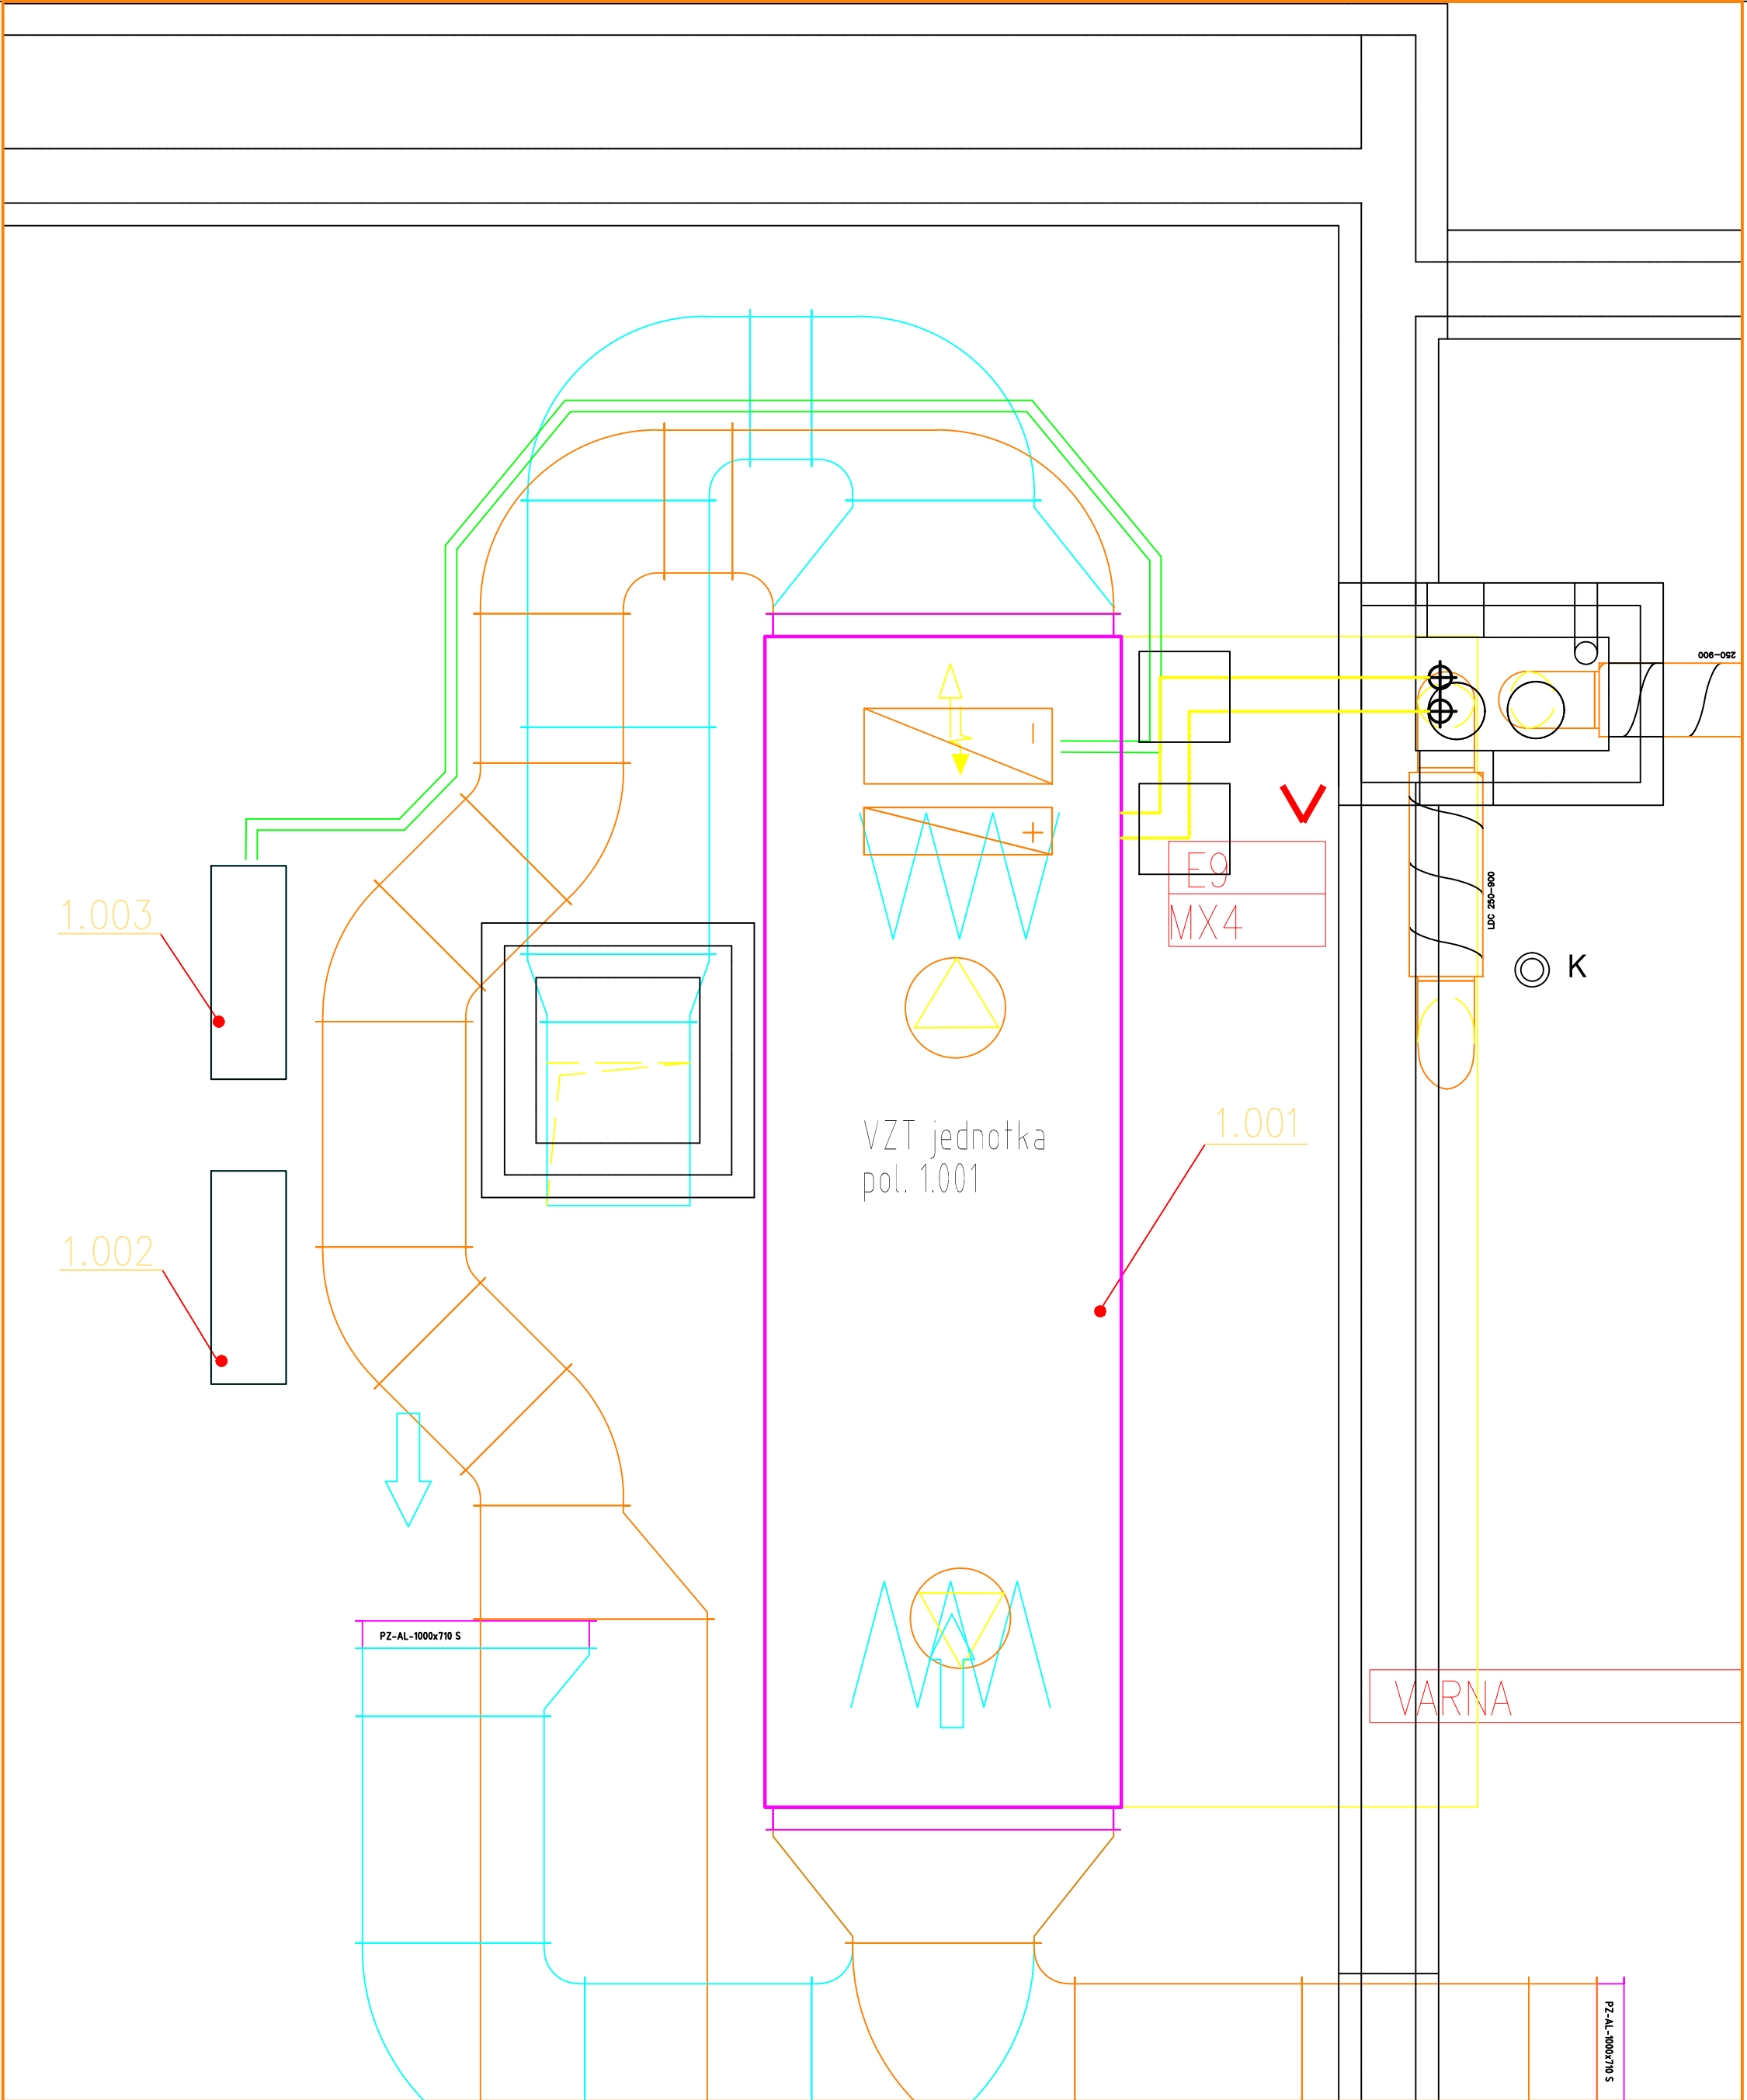 250-900
E9
MX4
LDC 250-900
1.003
K
VZT jednotka
pol. 1.001
1.001
1.002
PZ-AL-1000x710 S
VARNA
PZ-AL-1000x710 S